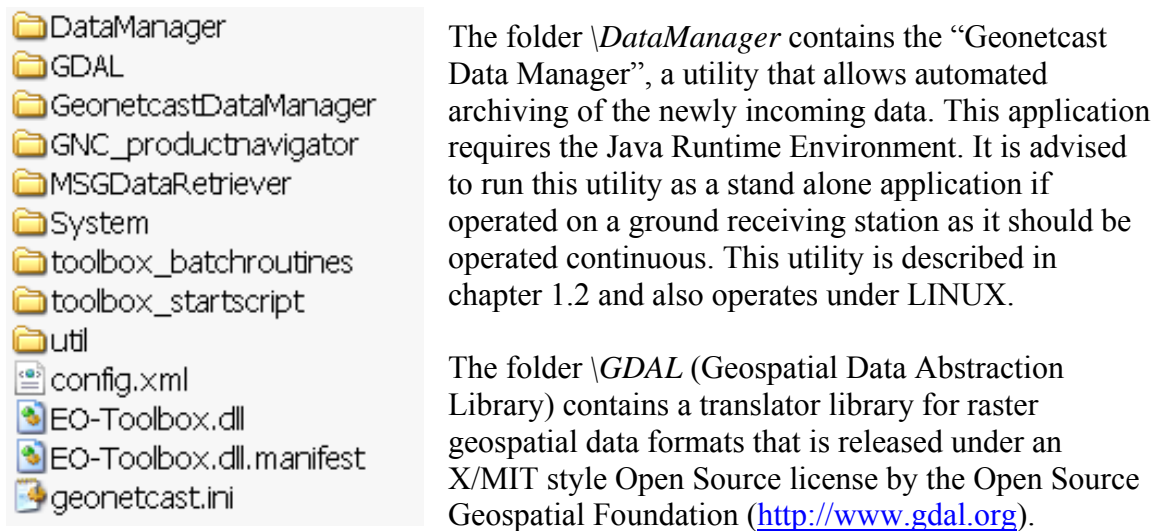 DataManager
GDAL
GeonetcastDataManager
GNC_productnavigator
MSGDataRetriever
System
toolbox_batchroutines
toolbox_startscript
util
config.xml
EO-Toolbox.dll
EO-Toolbox.dll.manifest
geonetcast.ini
The folder \DataManager contains the “Geonetcast
Data Manager”, a utility that allows automated
archiving of the newly incoming data. This application
requires the Java Runtime Environment. It is advised
to run this utility as a stand alone application if
operated on a ground receiving station as it should be
operated continuous. This utility is described in
chapter 1.2 and also operates under LINUX.
The folder \GDAL (Geospatial Data Abstraction
Library) contains a translator library for raster
geospatial data formats that is released under an
X/MIT style Open Source license by the Open Source
Geospatial Foundation (http://www.gdal.org).